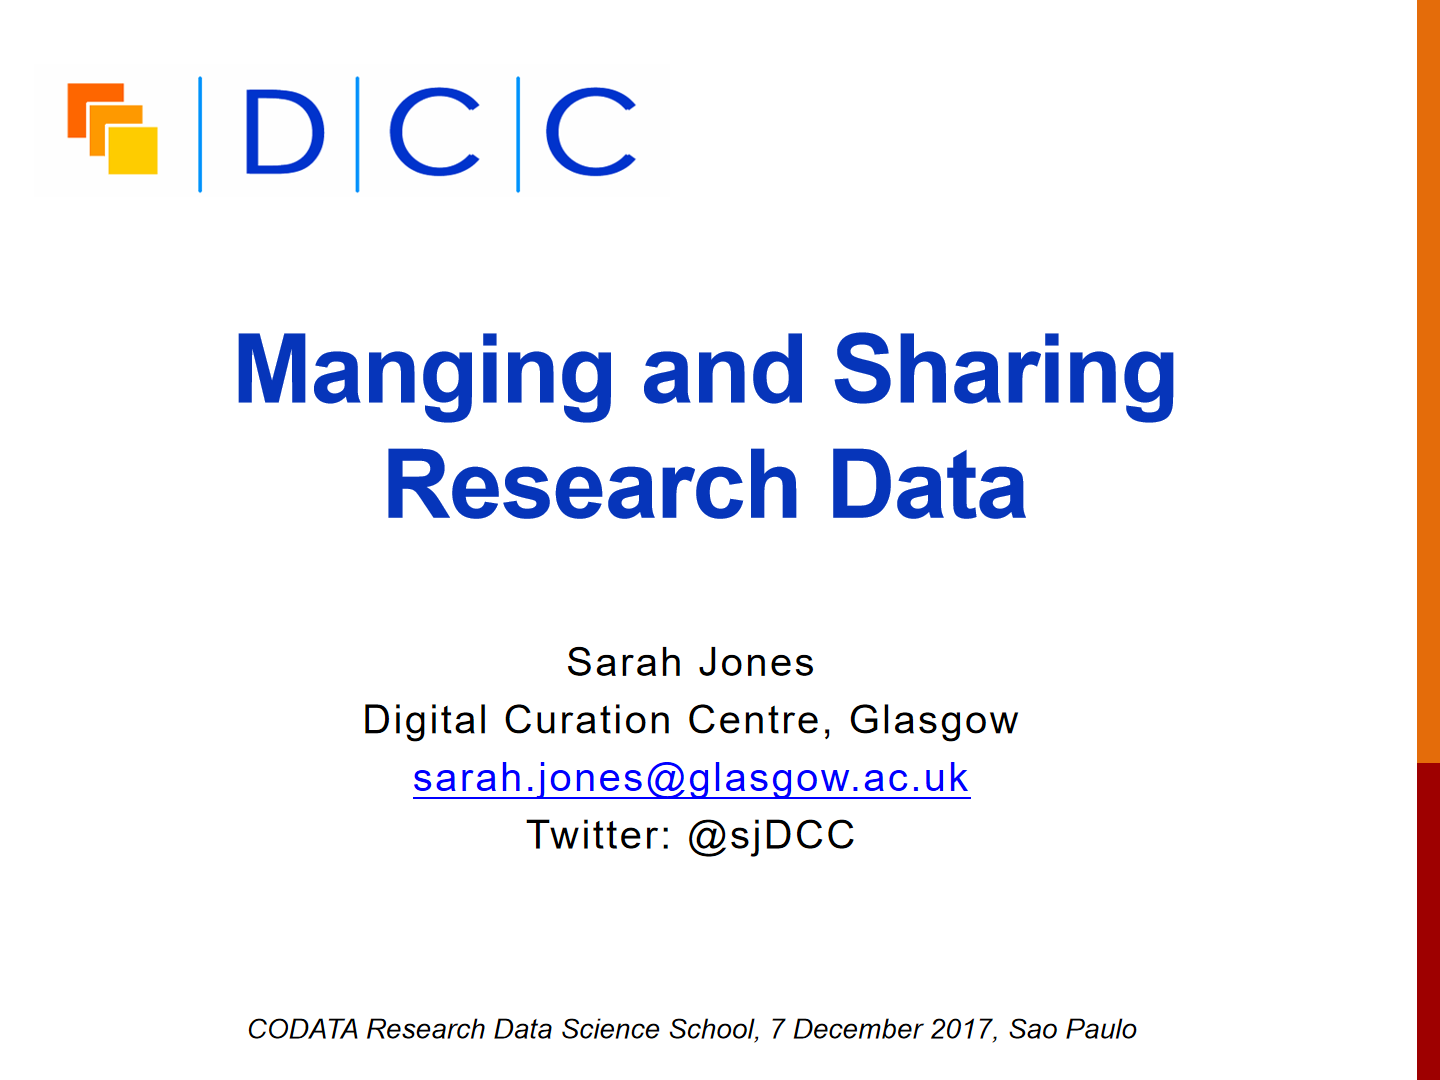 DCC
Manging and Sharing
Research Data
Sarah Jones
Digital Curation Centre, Glasgow
sarah.jones@glasgow.ac.uk
Twitter: @sjDCC
CODATA Research Data Science School, 7 December 2017, Sao Paulo